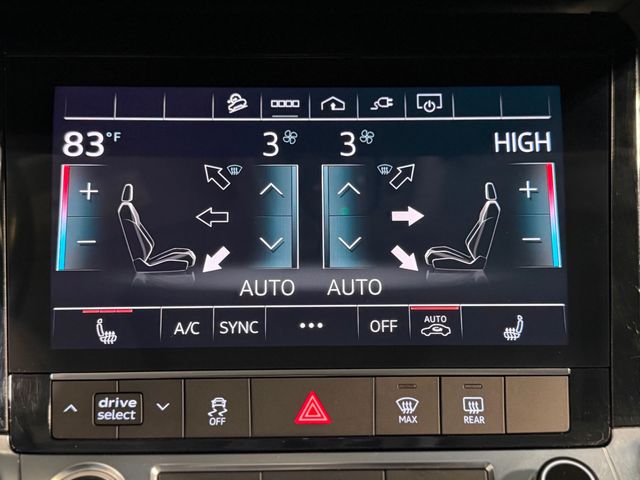 83 °F 3 3 HIGH
AUTO AUTO
A/C SYNC ••• OFF AUTO
drive
select
OFF
MAX
REAR